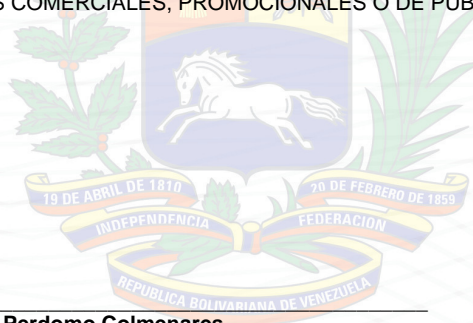 S COMERCIALES, PROMOCIONALES O DE PUB
19 DE ABRIL DE 1810
20 DE FEBRERO DE 1859
INDEPENDENCIA
FEDERACION
REPUBLICA BOLIVARIANA DE VENEZUELA
Perdomo Colmenares